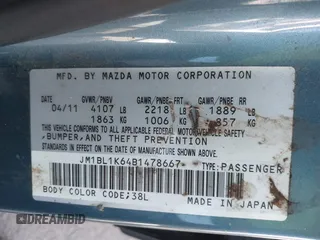 MFD. BY MAZDA MOTOR CORPORATION
GVWR/PNBV GAWR/PNBE FRT GAWR/PNBE RR
04/11 4107 LB 2218 LB 1889 LB
1863 KG 1006 KG 857 KG
THIS VEHICLE CONFORMS TO ALL APPLICABLE
FEDERAL MOTOR VEHICLE SAFETY
,BUMPER,AND THEFT PREVENTION
STANDARDS IN EFFECT ON THE DATE OF
MANUFACTURE SHOWN ABOVE.
JM1BL1K64B1478667 TYPE:PASSENGER
BODY COLOR CODE;38L
MADE IN JAPAN
DREAMBID